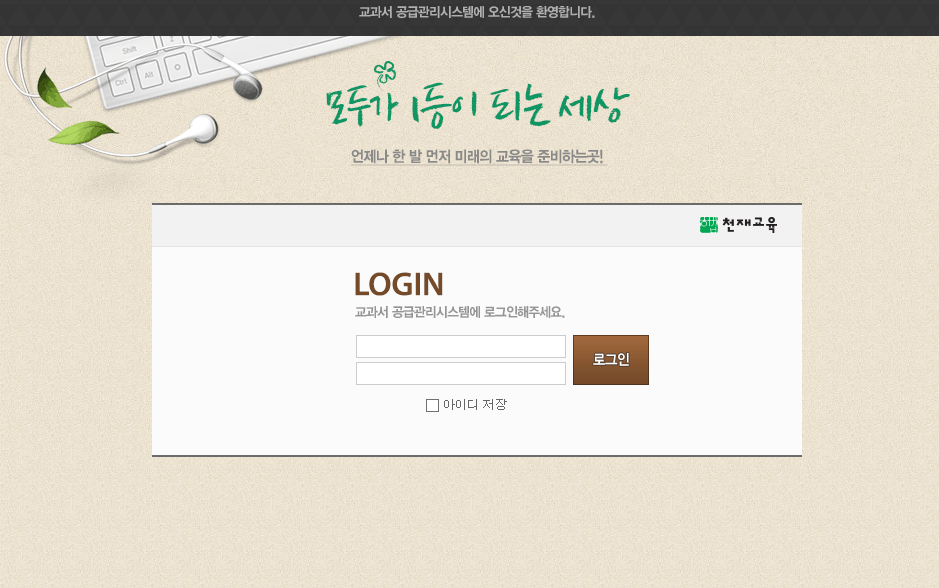 교과서 공급관리시스템에 오신것을 환영합니다.
Shift
Ctrl Alt
모두가 1등이 되는 세상
언제나 한 발 먼저 미래의 교육을 준비하는곳!
천재교육
LOGIN
교과서 공급관리시스템에 로그인해주세요.
로그인
아이디 저장